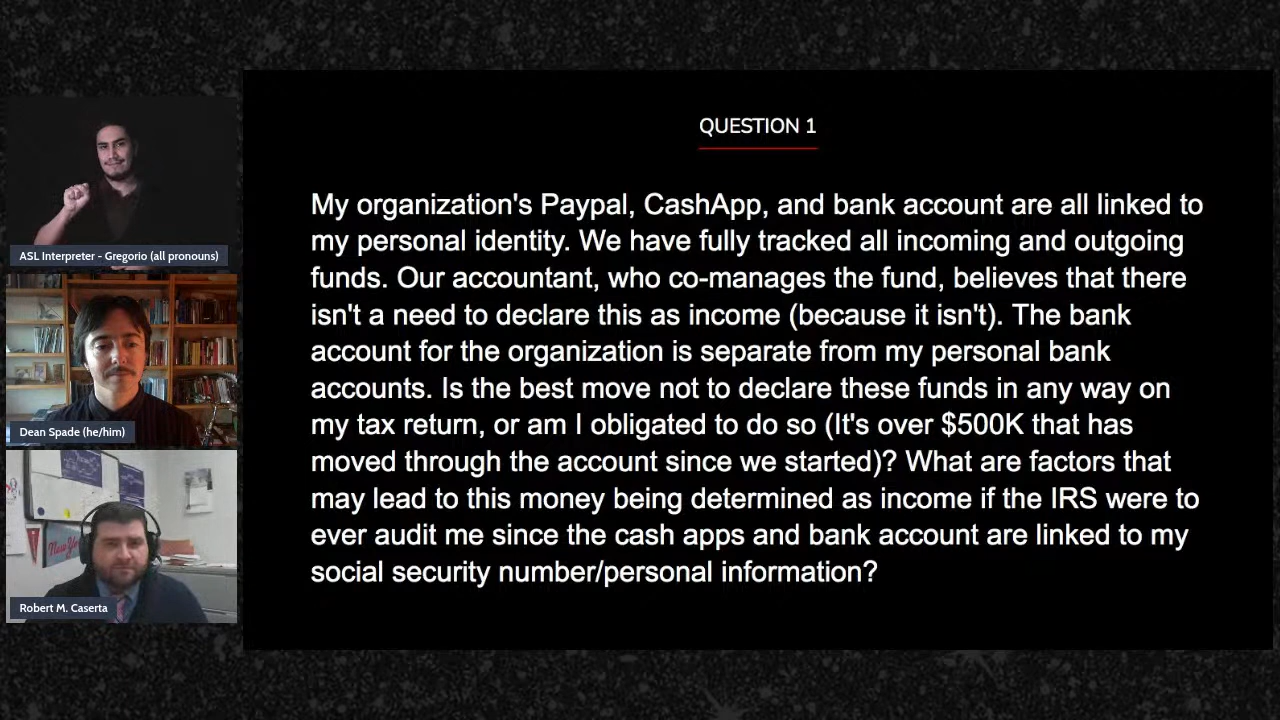 QUESTION 1
My organization's Paypal, CashApp, and bank account are all linked to
my personal identity. We have fully tracked all incoming and outgoing
funds. Our accountant, who co-manages the fund, believes that there
isn't a need to declare this as income (because it isn't). The bank
account for the organization is separate from my personal bank
accounts. Is the best move not to declare these funds in any way on
my tax return, or am I obligated to do so (It's over $500K that has
moved through the account since we started)? What are factors that
may lead to this money being determined as income if the IRS were to
ever audit me since the cash apps and bank account are linked to my
social security number/personal information?
ASL Interpreter - Gregorio (all pronouns)
Dean Spade (he/him)
Robert M. Caserta